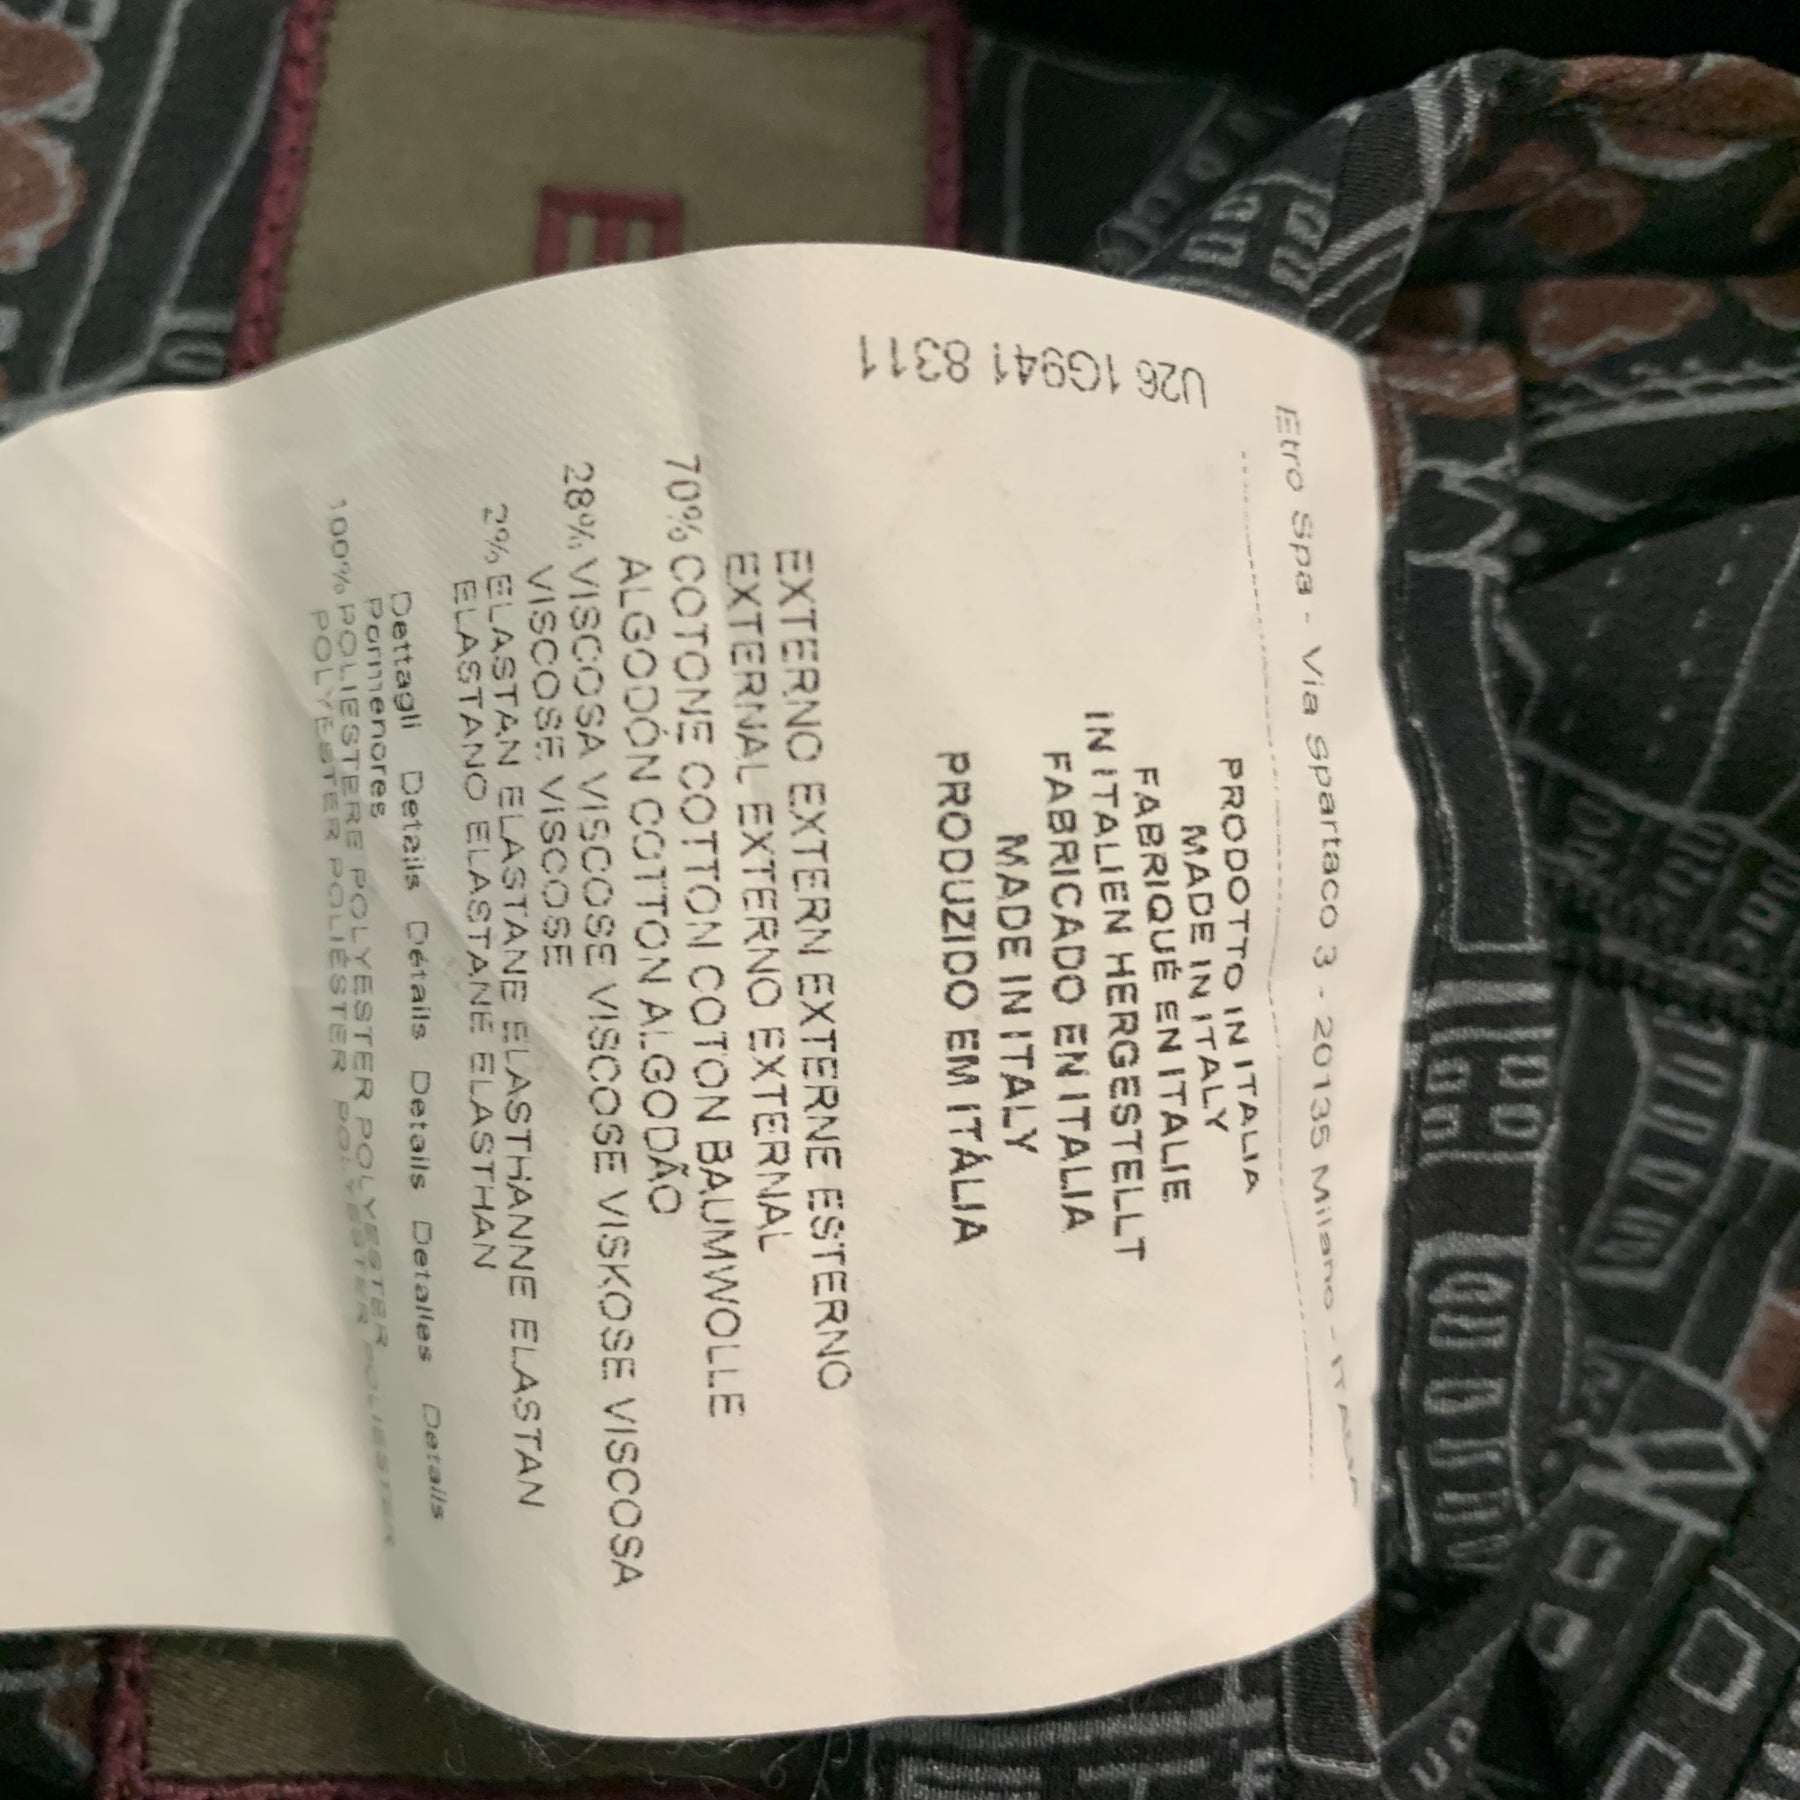 Etro Spa - Via Spartaco 3 - 20135 Milano - ITALIA
PRODOTTO IN ITALIA
MADE IN ITALY
FABRIQUÉ EN ITALIE
IN ITALIEN HERGESTELLT
FABRICADO EN ITALIA
MADE IN ITALY
PRODUZIDO EM ITÁLIA
U26 1G941 8311
EXTERNO EXTERN EXTERNE ESTERNO
EXTERNAL EXTERNO EXTERNAL
70% COTONE COTTON COTON BAUMWOLLE
ALGODÓN COTTON ALGODÃO
28% VISCOSA VISCOSE VISCOSE VISKOSE VISCOSA
VISCOSE VISCOSE
2% ELASTAN ELASTANE ELASTHANNE ELASTAN
ELASTANO ELASTANE ELASTHAN
Dettagli Details Détails Details Detalles Details
Pormenores
100% POLIESTERE POLYESTER POLYESTER POLYESTER POLIESTER
POLYESTER POLIÉSTER
E